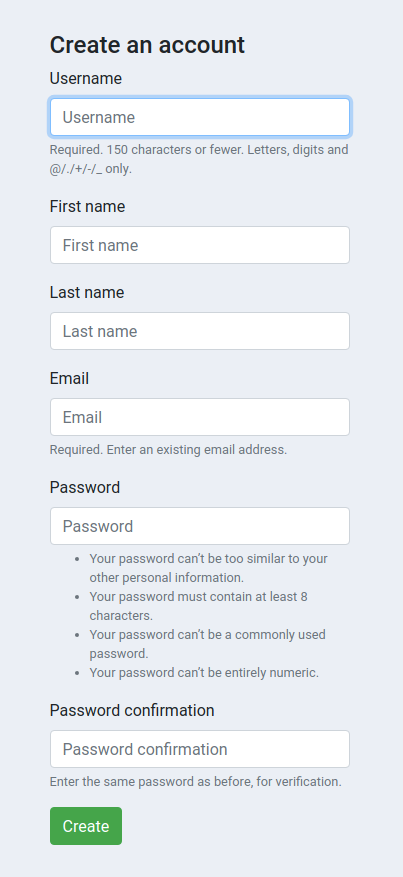 Create an account
Username
Username
Required. 150 characters or fewer. Letters, digits and
@/./+/-/_ only.
First name
First name
Last name
Last name
Email
Email
Required. Enter an existing email address.
Password
Password
• Your password can't be too similar to your
other personal information.
• Your password must contain at least 8
characters.
• Your password can't be a commonly used
password.
• Your password can't be entirely numeric.
Password confirmation
Password confirmation
Enter the same password as before, for verification.
Create